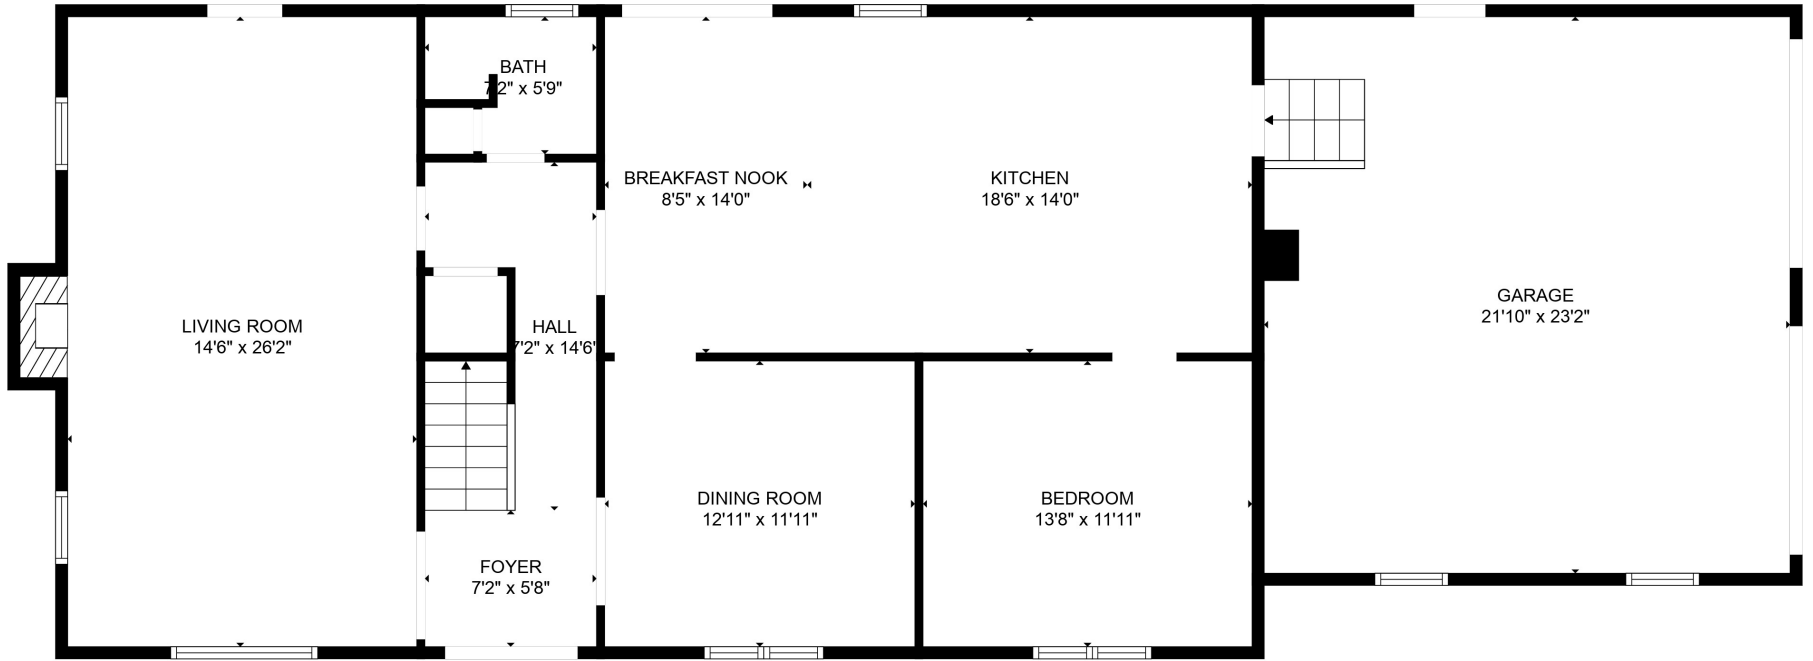 BATH
7'2" x 5'9"
BREAKFAST NOOK
8'5" x 14'0"
KITCHEN
18'6" x 14'0"
GARAGE
21'10" x 23'2"
LIVING ROOM
14'6" x 26'2"
HALL
7'2" x 14'6"
DINING ROOM
12'11" x 11'11"
BEDROOM
13'8" x 11'11"
FOYER
7'2" x 5'8"